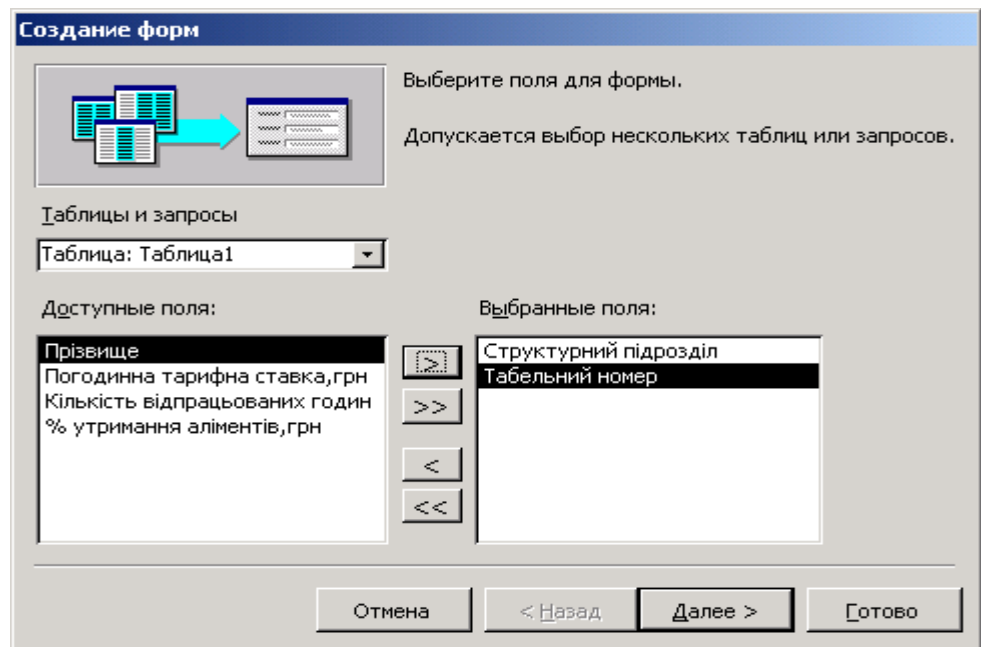 Создание форм
Выберите поля для формы.
Допускается выбор нескольких таблиц или запросов.
Таблицы и запросы
Таблица: Таблица1
Доступные поля:
Выбранные поля:
Прізвище
Погодинна тарифна ставка,грн
Кількість відпрацьованих годин
% утримання аліментів,грн
>
>>
<
<<
Структурний підрозділ
Табельний номер
Отмена
< Назад
Далее >
Готово